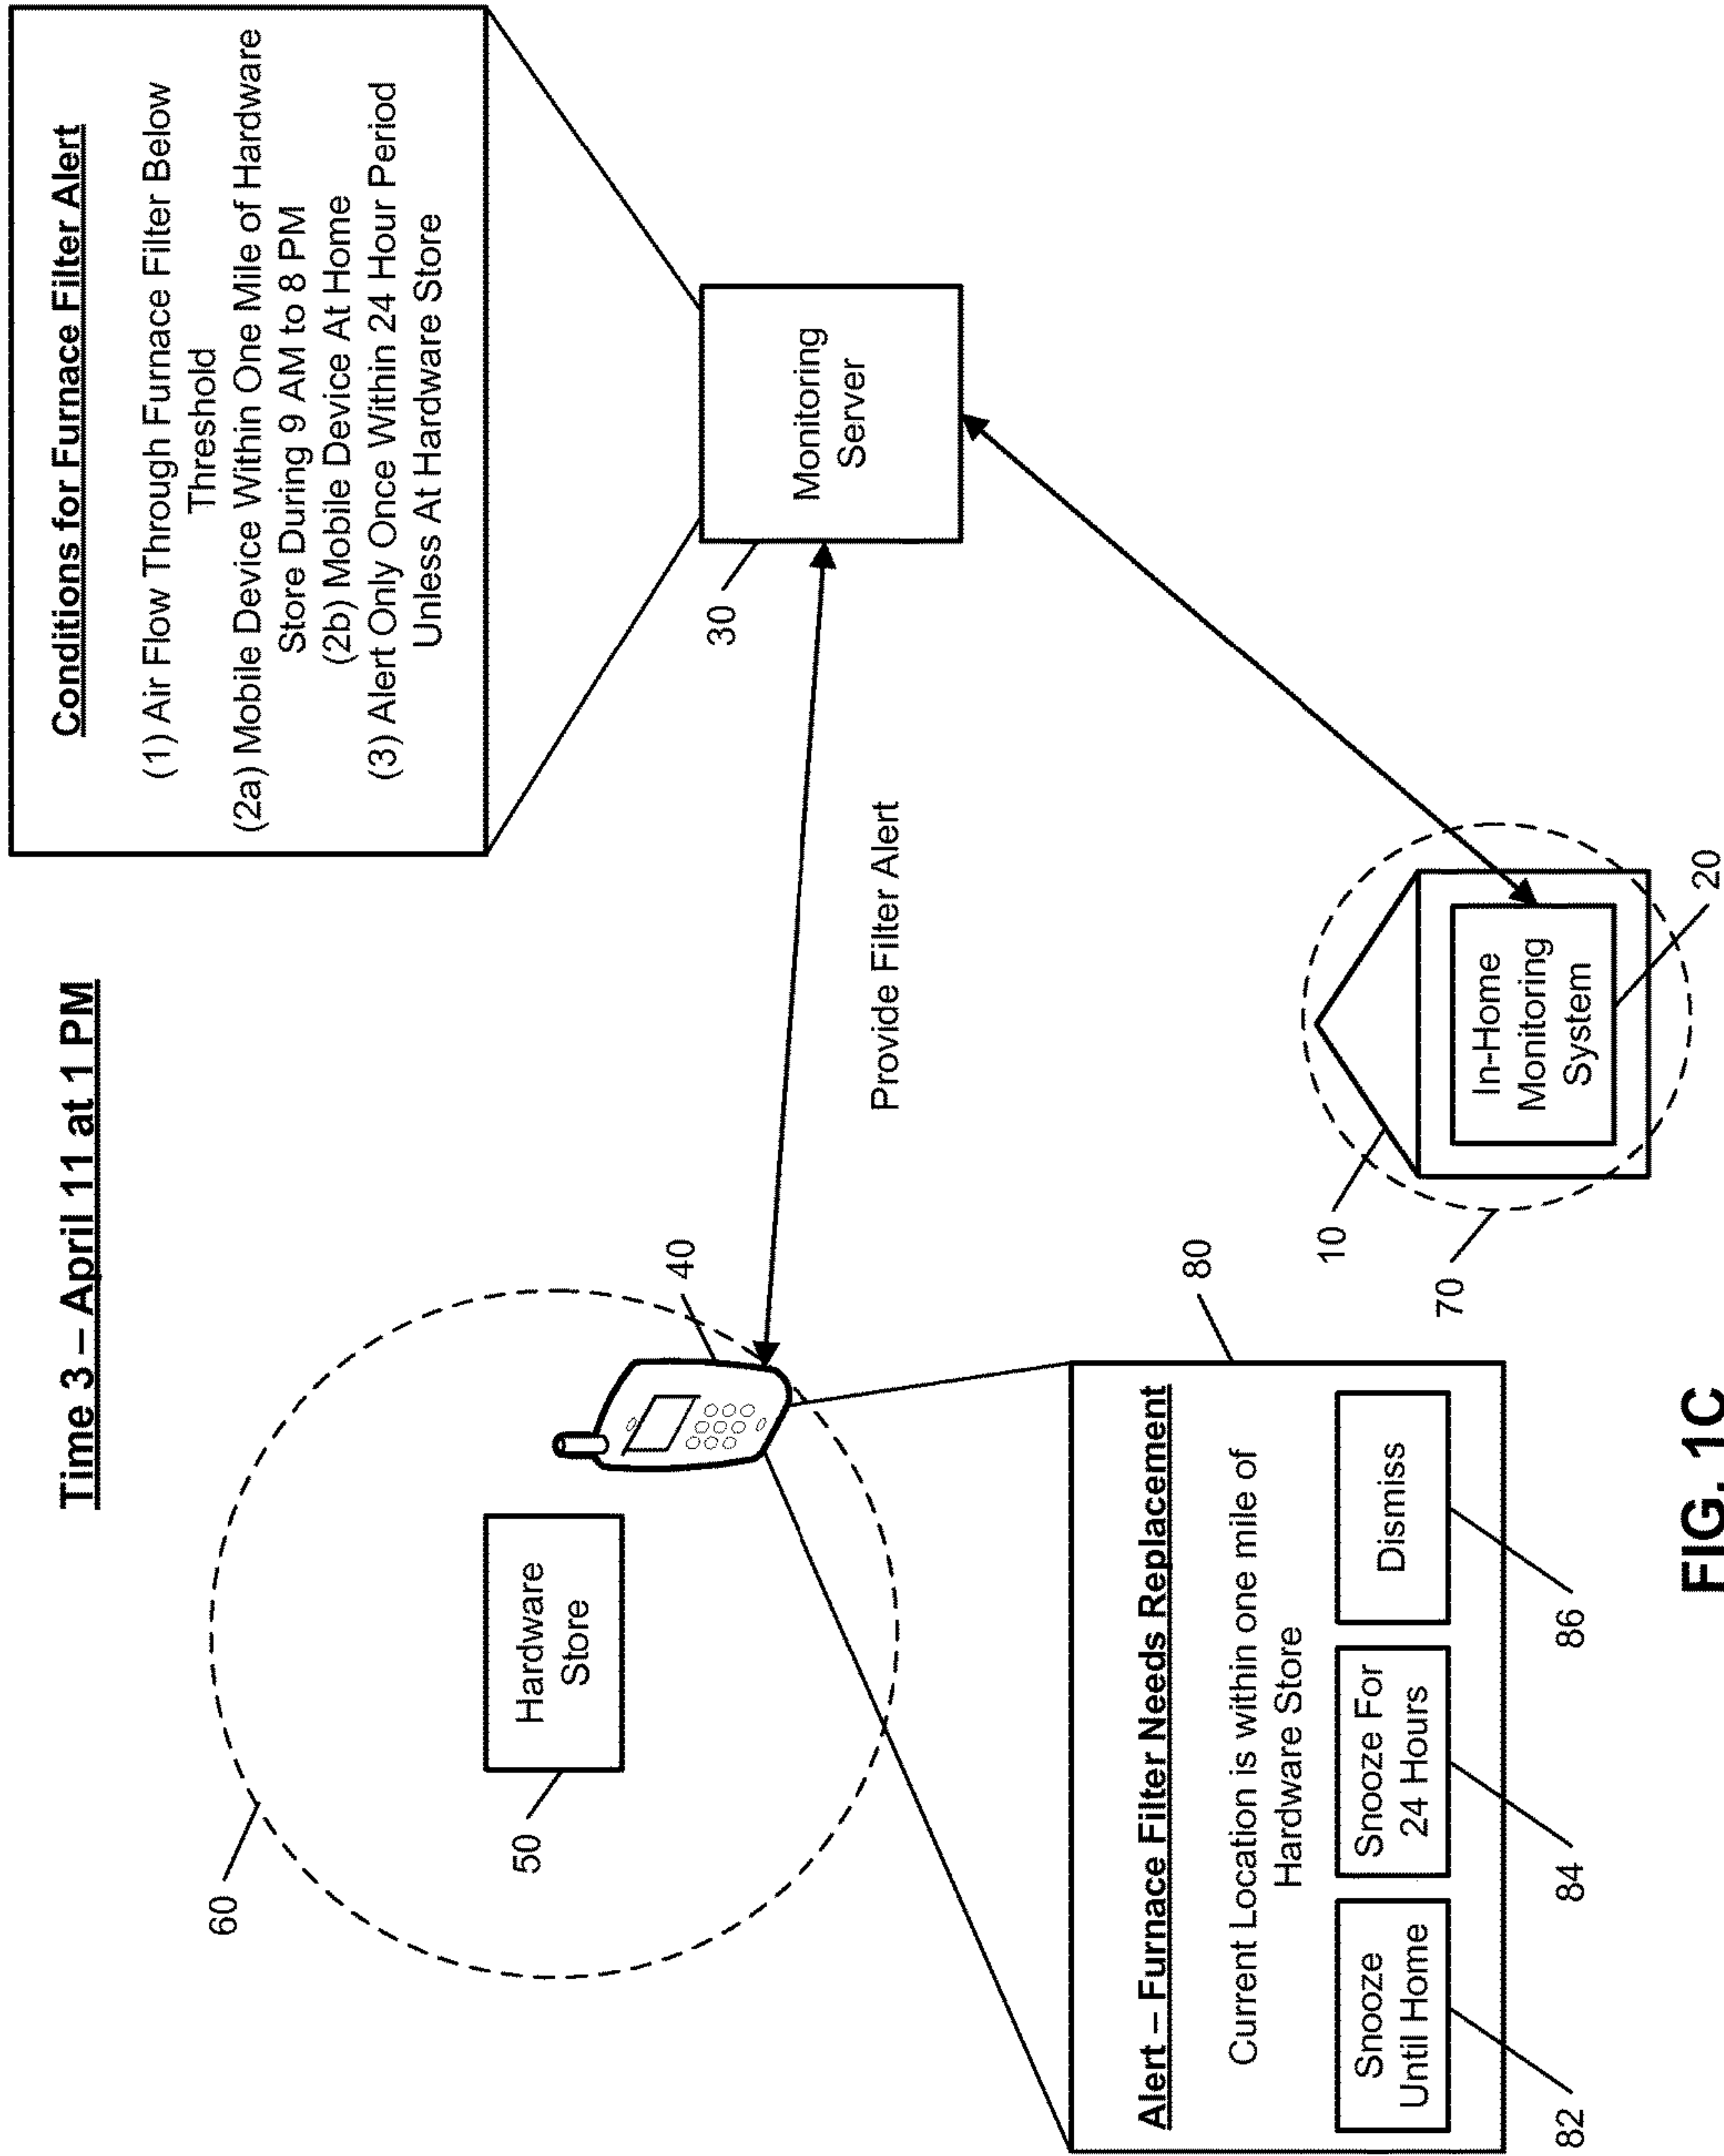 Time 3 – April 11 at 1 PM
Conditions for Furnace Filter Alert
(1) Air Flow Through Furnace Filter Below
Threshold
(2a) Mobile Device Within One Mile of Hardware
Store During 9 AM to 8 PM
(2b) Mobile Device At Home
(3) Alert Only Once Within 24 Hour Period
Unless At Hardware Store
60
Hardware
Store
50
40
30
Monitoring
Server
Provide Filter Alert
80
Alert – Furnace Filter Needs Replacement
Current Location is within one mile of
Hardware Store
Snooze
Until Home
Snooze For
24 Hours
Dismiss
82
84
86
10
70
In-Home
Monitoring
System
20
FIG. 1C